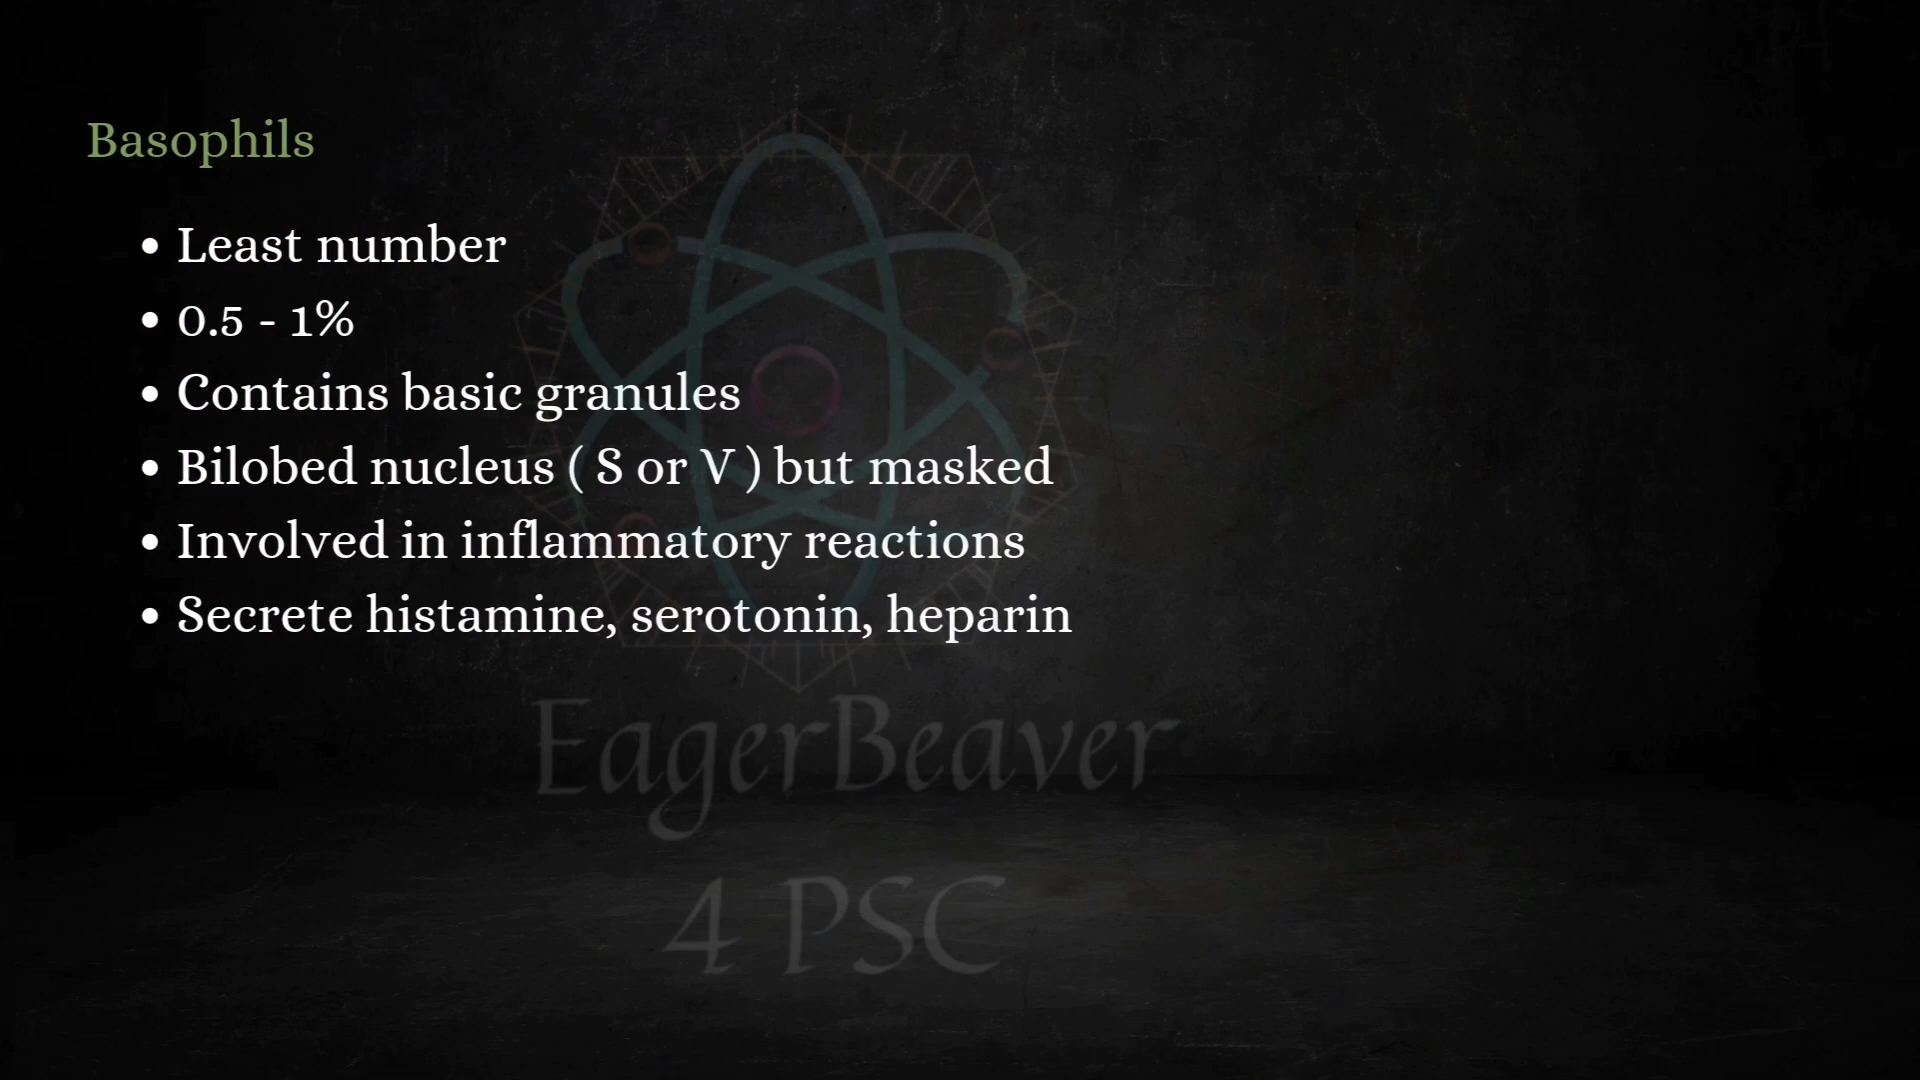 Basophils
• Least number
• 0.5 - 1%
• Contains basic granules
• Bilobed nucleus ( S or V ) but masked
• Involved in inflammatory reactions
• Secrete histamine, serotonin, heparin
EagerBeaver
4 PSC